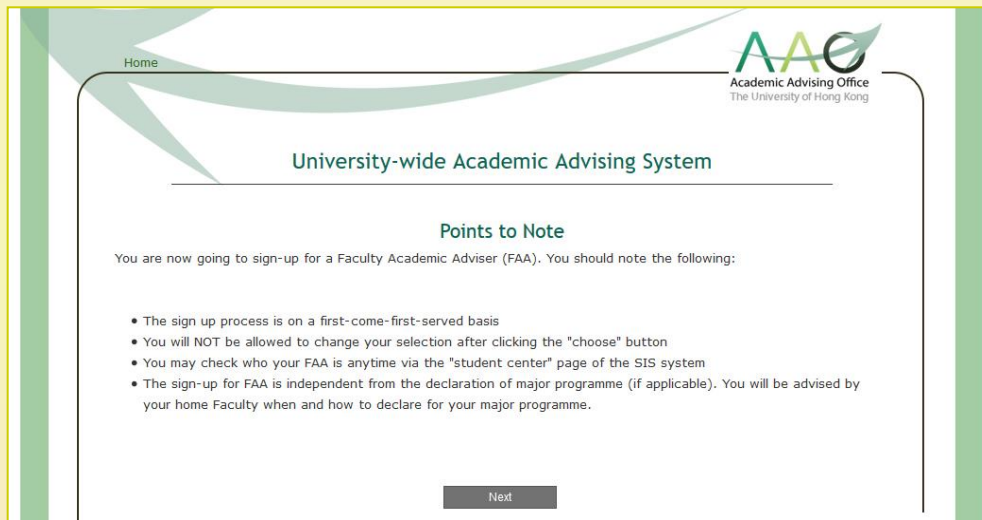 Home
AAO
Academic Advising Office
The University of Hong Kong
University-wide Academic Advising System
Points to Note
You are now going to sign-up for a Faculty Academic Adviser (FAA). You should note the following:
• The sign up process is on a first-come-first-served basis
• You will NOT be allowed to change your selection after clicking the "choose" button
• You may check who your FAA is anytime via the "student center" page of the SIS system
• The sign-up for FAA is independent from the declaration of major programme (if applicable). You will be advised by
your home Faculty when and how to declare for your major programme.
Next